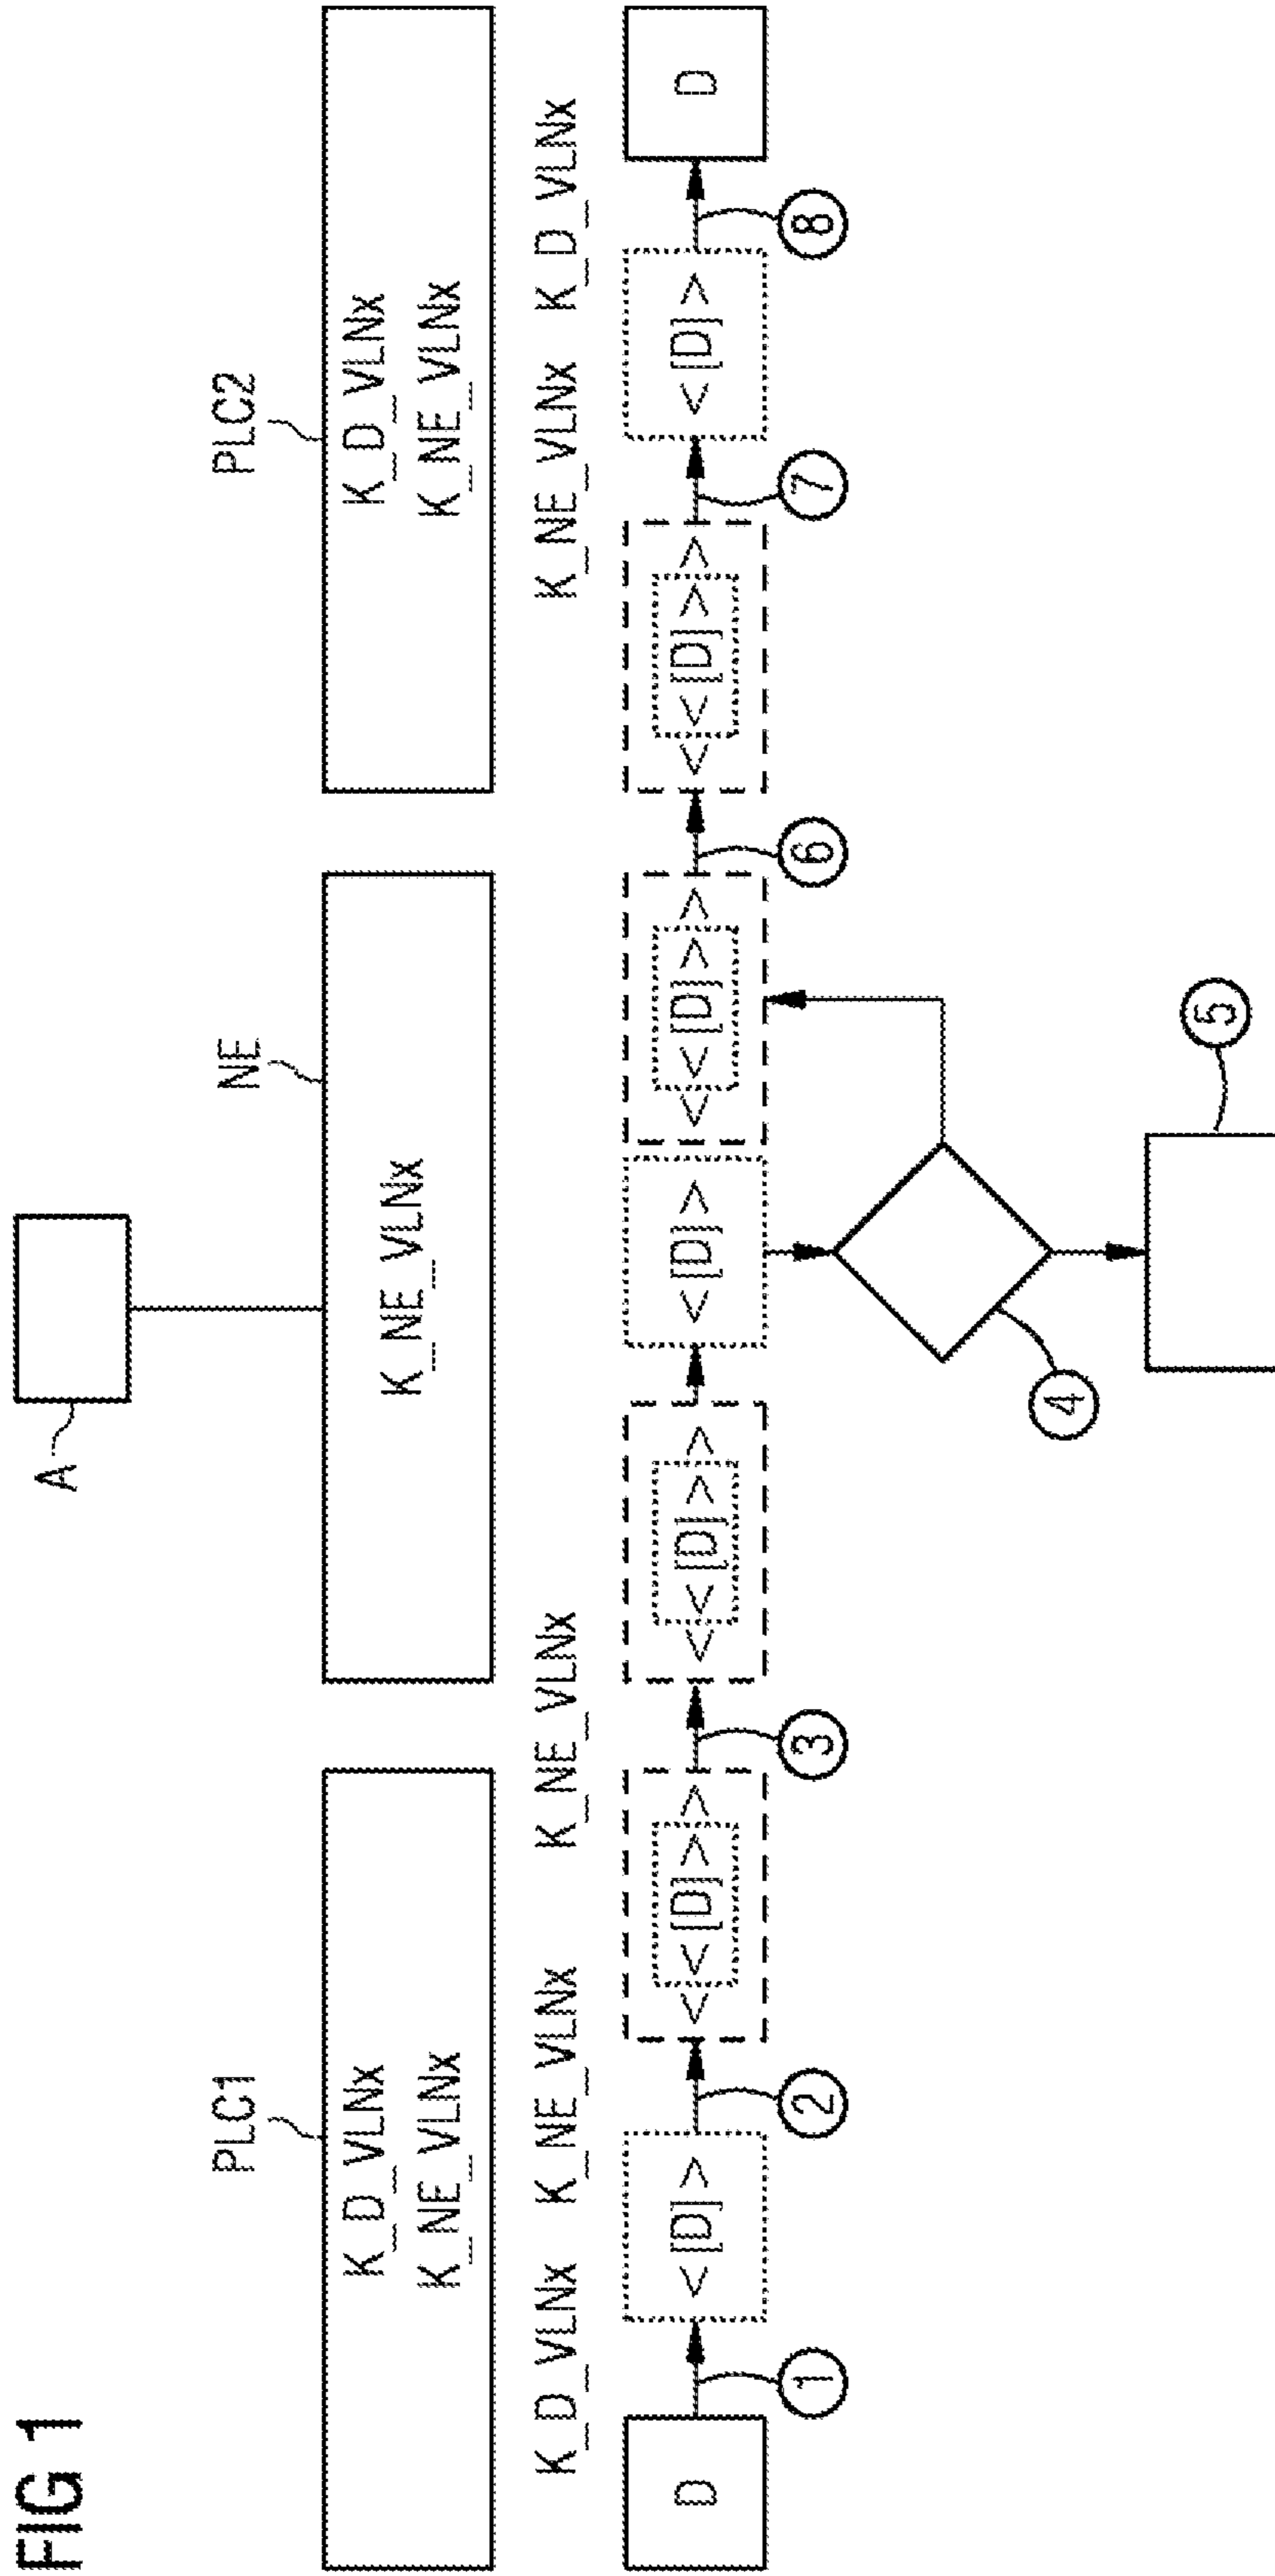 FIG 1
A
PLC1
NE
PLC2
K_D_VLNx
K_NE_VLNx
K_NE_VLNx
K_D_VLNx
K_NE_VLNx
K_D_VLNx K_NE_VLNx K_NE_VLNx K_NE_VLNx K_D_VLNx
D <[D]> <<[D]>> <<[D]>> <[D]> <<[D]>> <<[D]>> <[D]> D
1 2 3 6 7 8
4
5